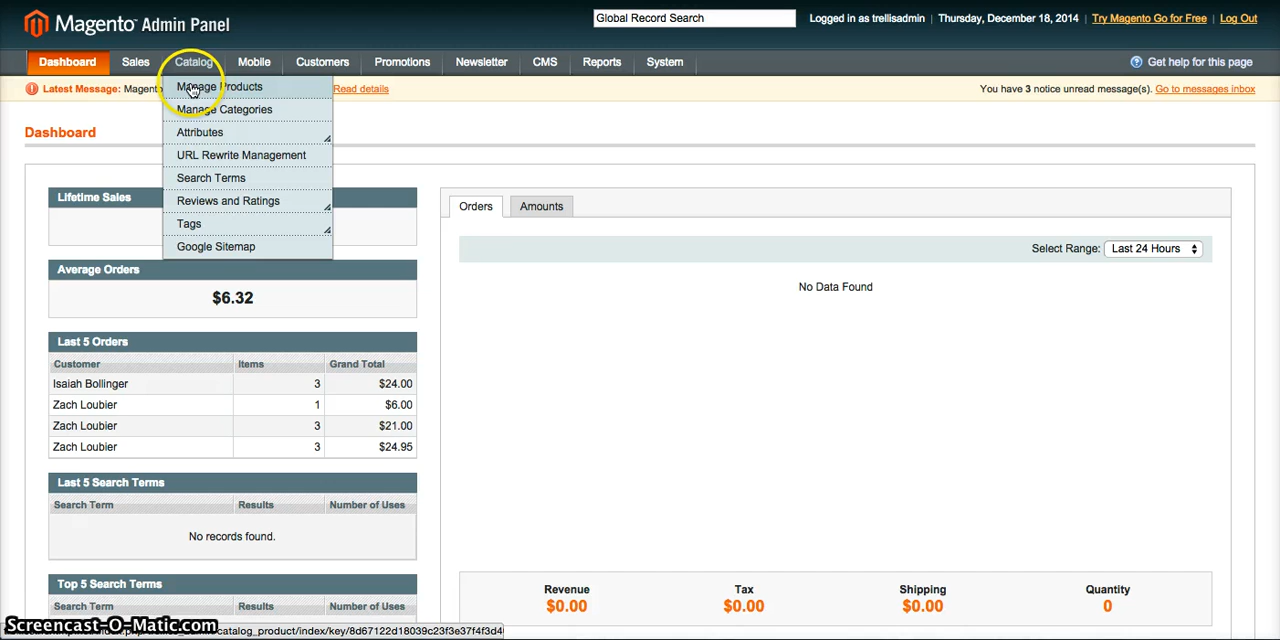 Magento™ Admin Panel
Global Record Search
Logged in as trellisadmin | Thursday, December 18, 2014 | Try Magento Go for Free | Log Out
Dashboard Sales Catalog Mobile Customers Promotions Newsletter CMS Reports System Get help for this page
Latest Message: Magento Read details You have 3 notice unread message(s). Go to messages inbox
Manage Products
Manage Categories
Attributes
URL Rewrite Management
Search Terms
Reviews and Ratings
Tags
Google Sitemap
Dashboard
Lifetime Sales
Average Orders
$6.32
Last 5 Orders
Customer Items Grand Total
Isaiah Bollinger 3 $24.00
Zach Loubier 1 $6.00
Zach Loubier 3 $21.00
Zach Loubier 3 $24.95
Last 5 Search Terms
Search Term Results Number of Uses
No records found.
Top 5 Search Terms
Search Term Results Number of Uses
Orders Amounts
Select Range: Last 24 Hours
No Data Found
Revenue Tax Shipping Quantity
$0.00 $0.00 $0.00 0
Screencast-O-Matic.com
catalog_product/index/key/8d67122d18039c23f3e37f4f3d4